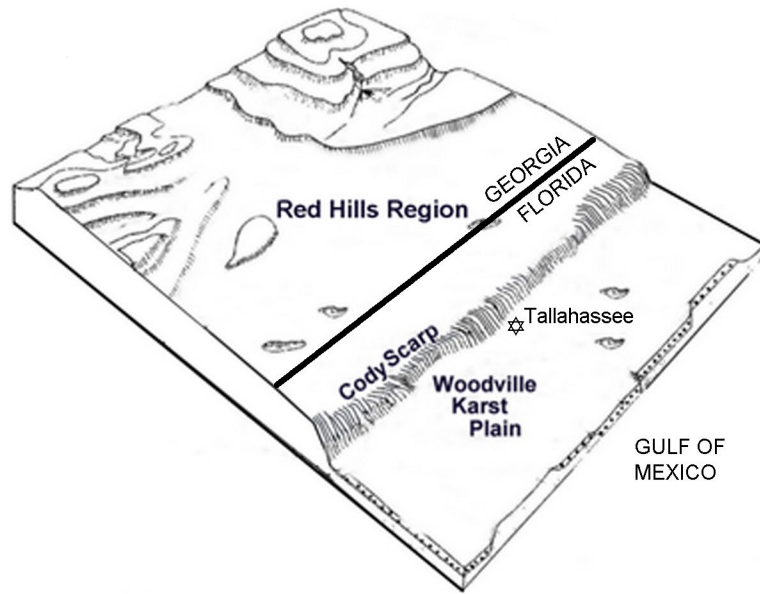 GEORGIA
FLORIDA
Red Hills Region
Tallahassee
Cody Scarp
Woodville
Karst
Plain
GULF OF
MEXICO